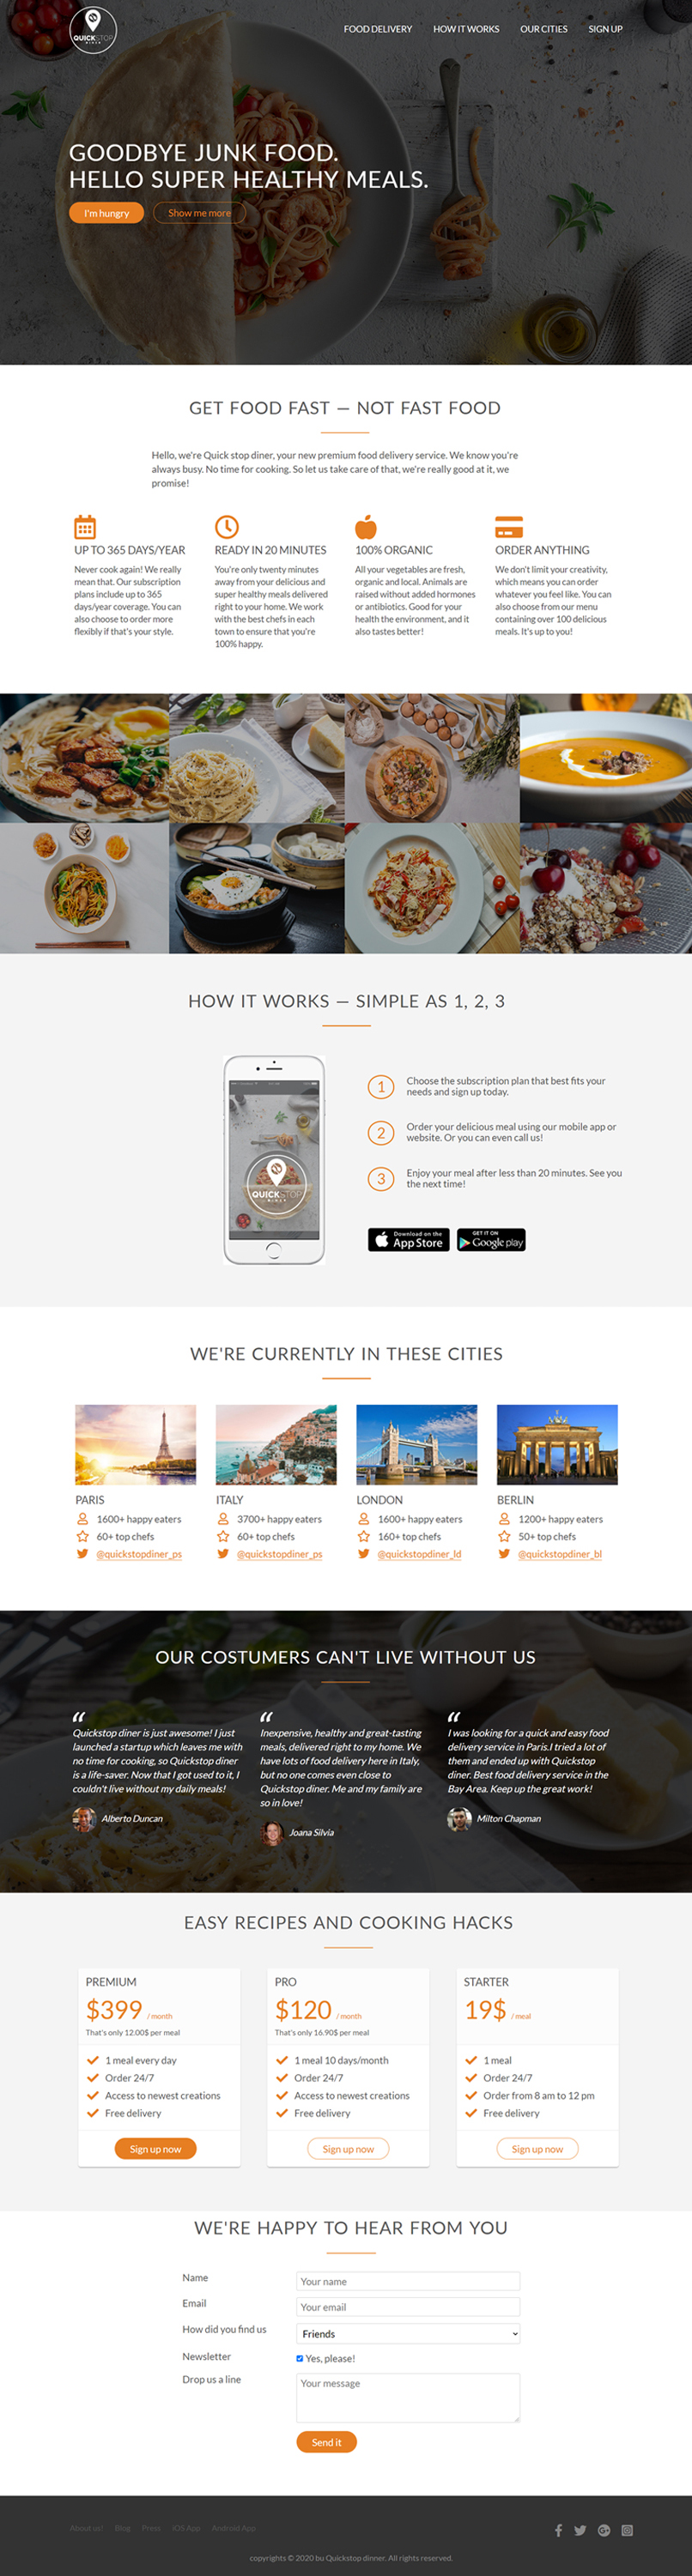 QUICKSTOP
DINER
FOOD DELIVERY HOW IT WORKS OUR CITIES SIGN UP
GOODBYE JUNK FOOD.
HELLO SUPER HEALTHY MEALS.
I'm hungry Show me more
GET FOOD FAST — NOT FAST FOOD
Hello, we're Quick stop diner, your new premium food delivery service. We know you're
always busy. No time for cooking. So let us take care of that, we're really good at it, we
promise!
UP TO 365 DAYS/YEAR
Never cook again! We really
mean that. Our subscription
plans include up to 365
days/year coverage. You can
also choose to order more
flexibly if that's your style.
READY IN 20 MINUTES
You're only twenty minutes
away from your delicious and
super healthy meals delivered
right to your home. We work
with the best chefs in each
town to ensure that you're
100% happy.
100% ORGANIC
All your vegetables are fresh,
organic and local. Animals are
raised without added hormones
or antibiotics. Good for your
health the environment, and it
also tastes better!
ORDER ANYTHING
We don't limit your creativity,
which means you can order
whatever you feel like. You can
also choose from our menu
containing over 100 delicious
meals. It's up to you!
HOW IT WORKS — SIMPLE AS 1, 2, 3
QUICKSTOP
DINER
1
Choose the subscription plan that best fits your
needs and sign up today.
2
Order your delicious meal using our mobile app or
website. Or you can even call us!
3
Enjoy your meal after less than 20 minutes. See you
the next time!
Download on the
App Store
GET IT ON
Google play
WE'RE CURRENTLY IN THESE CITIES
PARIS
1600+ happy eaters
60+ top chefs
@quickstopdiner_ps
ITALY
3700+ happy eaters
60+ top chefs
@quickstopdiner_ps
LONDON
1600+ happy eaters
160+ top chefs
@quickstopdiner_ld
BERLIN
1200+ happy eaters
50+ top chefs
@quickstopdiner_bl
OUR COSTUMERS CAN'T LIVE WITHOUT US
“
Quickstop diner is just awesome! I just
launched a startup which leaves me with
no time for cooking, so Quickstop diner
is a life-saver. Now that I got used to it, I
couldn't live without my daily meals!
Alberto Duncan
“
Inexpensive, healthy and great-tasting
meals, delivered right to my home. We
have lots of food delivery here in Italy,
but no one comes even close to
Quickstop diner. Me and my family are
so in love!
Joana Silvia
“
I was looking for a quick and easy food
delivery service in Paris.I tried a lot of
them and ended up with Quickstop
diner. Best food delivery service in the
Bay Area. Keep up the great work!
Milton Chapman
EASY RECIPES AND COOKING HACKS
PREMIUM
$399 / month
That's only 12.00$ per meal
1 meal every day
Order 24/7
Access to newest creations
Free delivery
Sign up now
PRO
$120 / month
That's only 16.90$ per meal
1 meal 10 days/month
Order 24/7
Access to newest creations
Free delivery
Sign up now
STARTER
19$ / meal
1 meal
Order 24/7
Order from 8 am to 12 pm
Free delivery
Sign up now
WE'RE HAPPY TO HEAR FROM YOU
Name Your name
Email Your email
How did you find us Friends
Newsletter Yes, please!
Drop us a line Your message
Send it
About us! Blog Press iOS App Android App
copyrights © 2020 bu Quickstop dinner. All rights reserved.